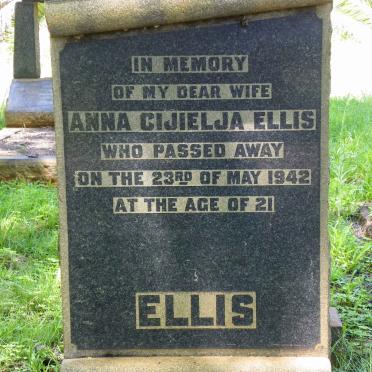 IN MEMORY
OF MY DEAR WIFE
ANNA CIJIELJA ELLIS
WHO PASSED AWAY
ON THE 23RD OF MAY 1942
AT THE AGE OF 21
ELLIS